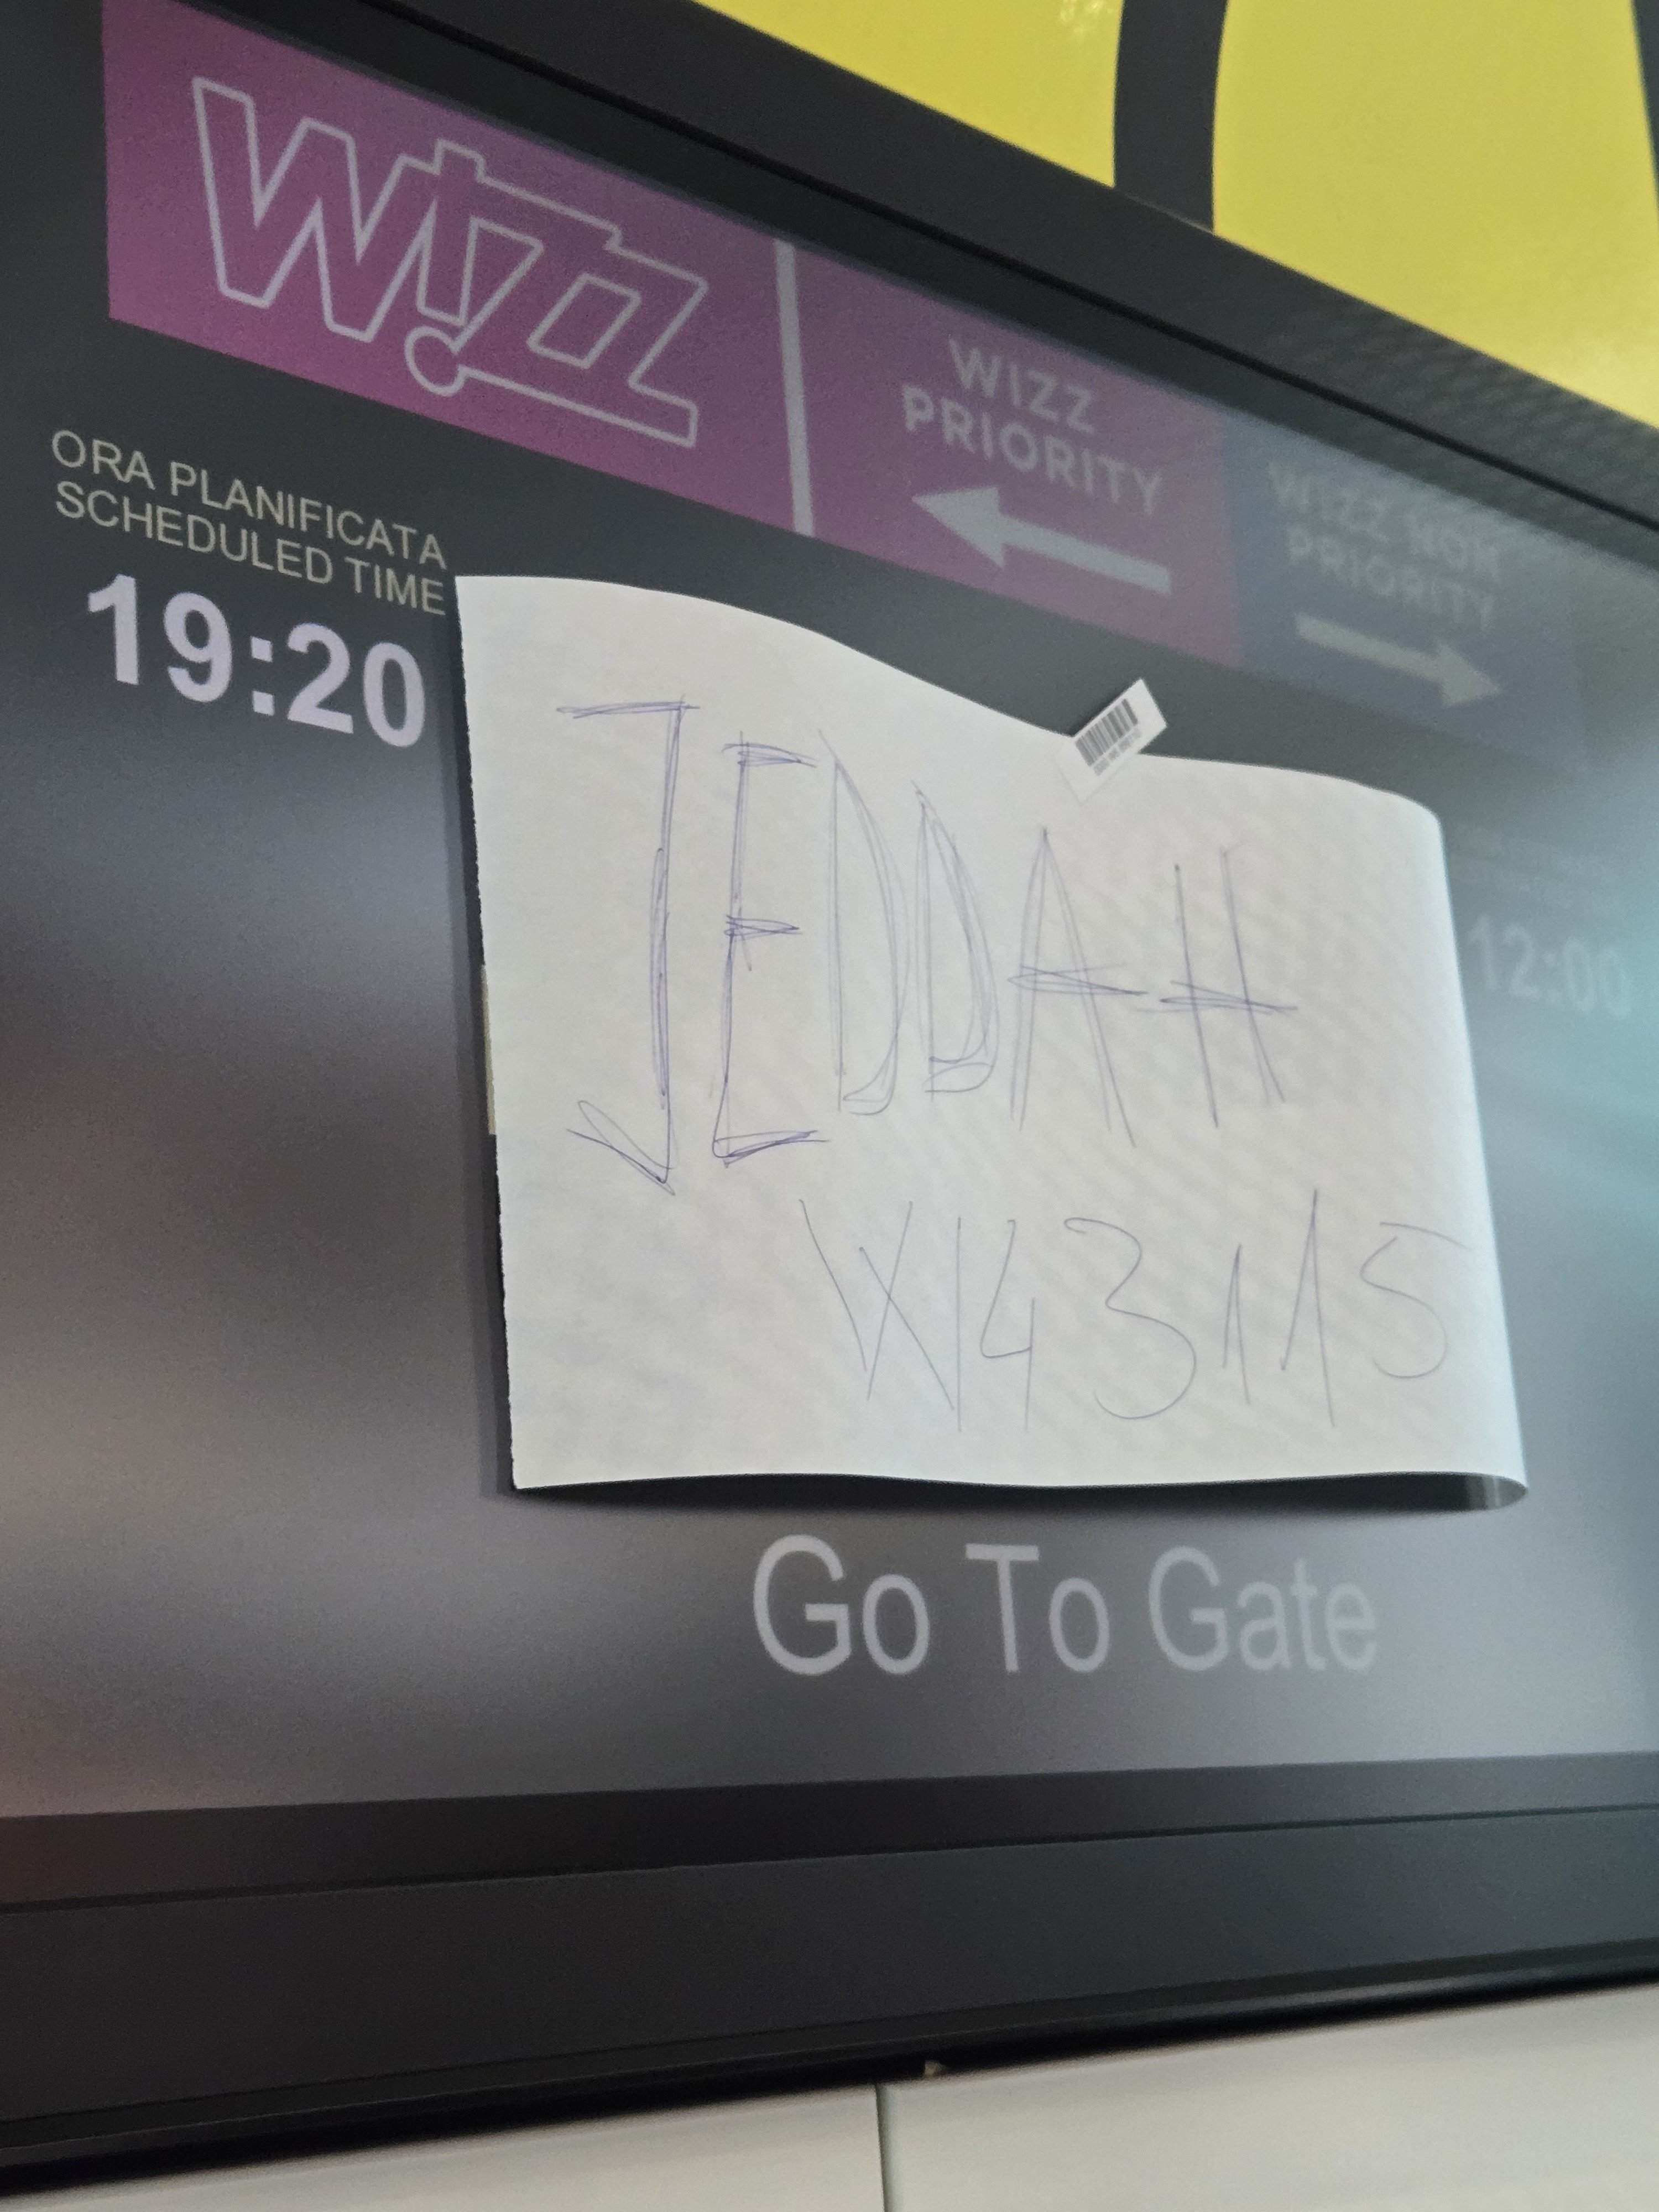 WIZZ
WIZZ
PRIORITY
WIZZ NON
PRIORITY
ORA PLANIFICATA
SCHEDULED TIME
19:20
12:00
JEDDAH
W43115
Go To Gate